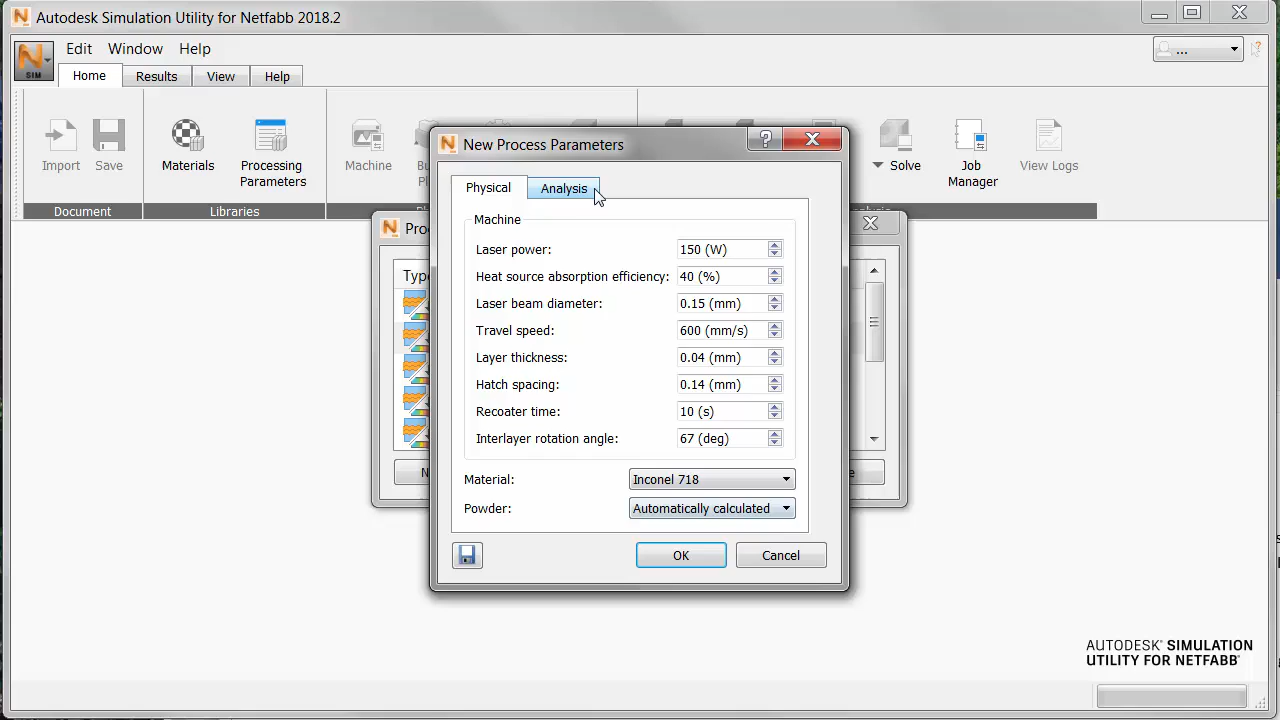 Autodesk Simulation Utility for Netfabb 2018.2
Edit Window Help
...
SIM
Home Results View Help
Import Save Materials Processing Parameters Machine Solve Job Manager View Logs
Document Libraries
New Process Parameters
Physical Analysis
Machine
Laser power: 150 (W)
Heat source absorption efficiency: 40 (%)
Laser beam diameter: 0.15 (mm)
Travel speed: 600 (mm/s)
Layer thickness: 0.04 (mm)
Hatch spacing: 0.14 (mm)
Recoater time: 10 (s)
Interlayer rotation angle: 67 (deg)
Material: Inconel 718
Powder: Automatically calculated
OK Cancel
AUTODESK® SIMULATION
UTILITY FOR NETFABB®